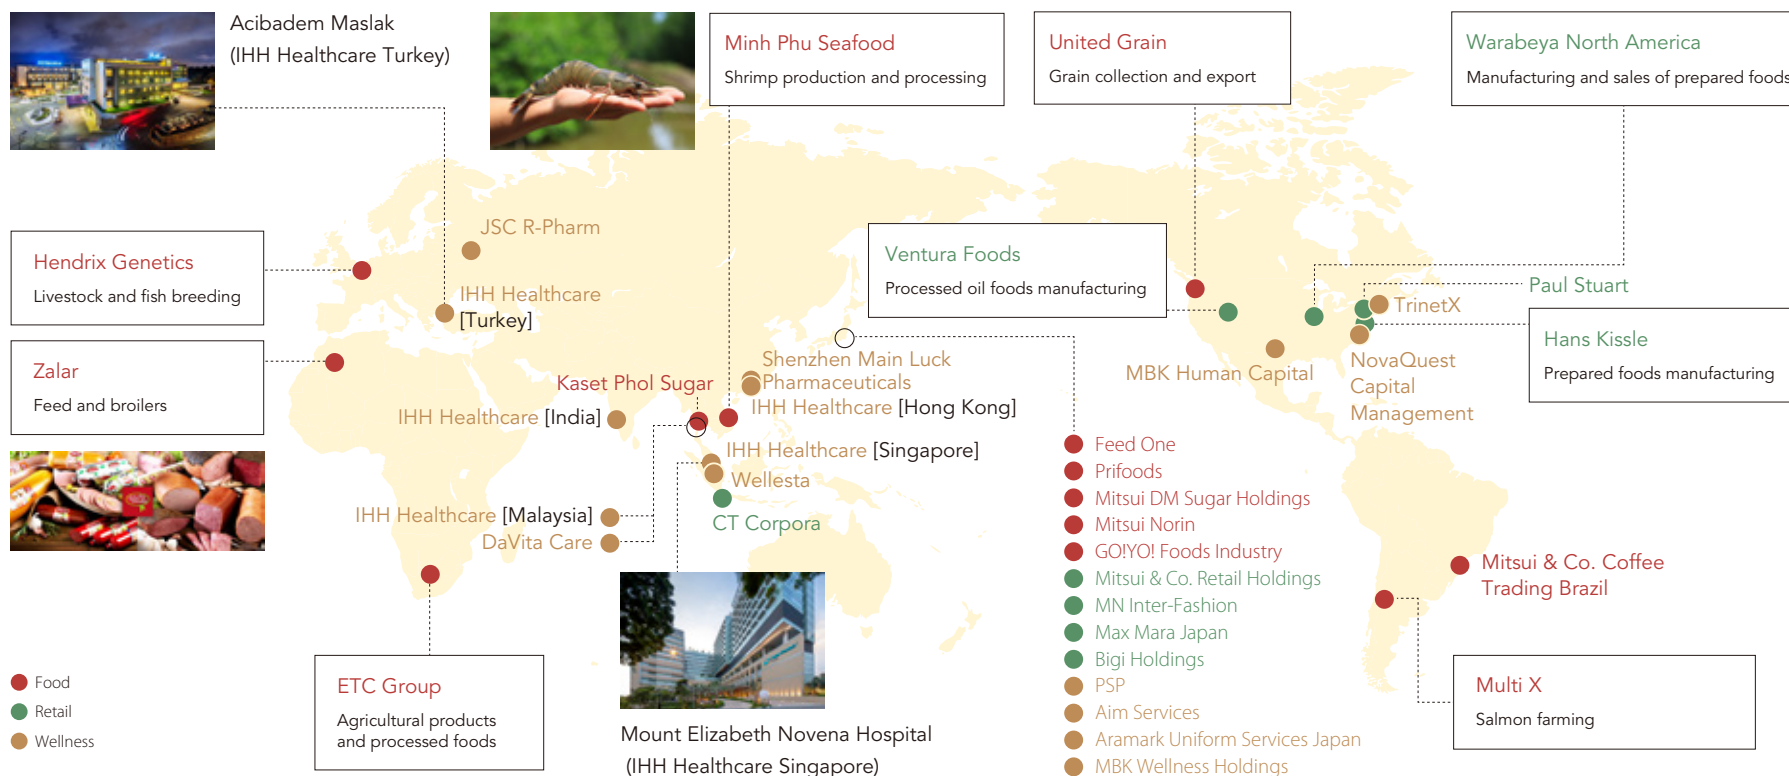 Acibadem Maslak
(IHH Healthcare Turkey)
Minh Phu Seafood
Shrimp production and processing
United Grain
Grain collection and export
Warabeya North America
Manufacturing and sales of prepared foods
JSC R-Pharm
Hendrix Genetics
Livestock and fish breeding
IHH Healthcare
[Turkey]
Ventura Foods
Processed oil foods manufacturing
Paul Stuart
TrinetX
Hans Kissle
Prepared foods manufacturing
Zalar
Feed and broilers
Kaset Phol Sugar
Shenzhen Main Luck
Pharmaceuticals
IHH Healthcare [Hong Kong]
MBK Human Capital
NovaQuest
Capital
Management
IHH Healthcare [India]
IHH Healthcare [Singapore]
Wellesta
CT Corpora
IHH Healthcare [Malaysia]
DaVita Care
Feed One
Prifoods
Mitsui DM Sugar Holdings
Mitsui Norin
GO!YO! Foods Industry
Mitsui & Co. Retail Holdings
MN Inter-Fashion
Max Mara Japan
Bigi Holdings
PSP
Aim Services
Aramark Uniform Services Japan
MBK Wellness Holdings
Mitsui & Co. Coffee
Trading Brazil
Multi X
Salmon farming
ETC Group
Agricultural products
and processed foods
Mount Elizabeth Novena Hospital
(IHH Healthcare Singapore)
Food
Retail
Wellness